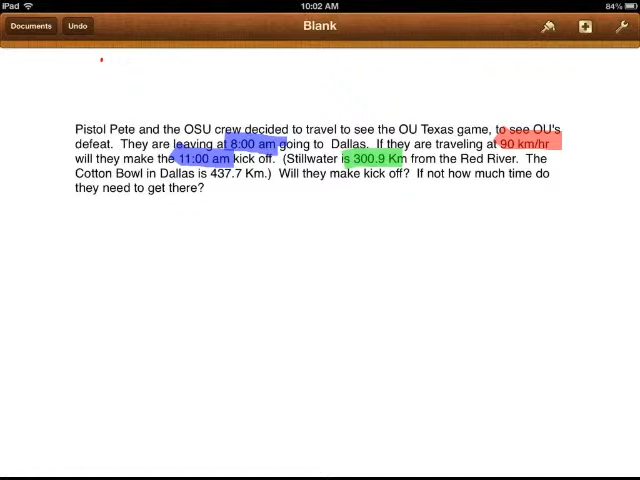 iPad 10:02 AM 84%
Documents Undo Blank
Pistol Pete and the OSU crew decided to travel to see the OU Texas game, to see OU's
defeat. They are leaving at 8:00 am going to Dallas. If they are traveling at 90 km/hr
will they make the 11:00 am kick off. (Stillwater is 300.9 Km from the Red River. The
Cotton Bowl in Dallas is 437.7 Km.) Will they make kick off? If not how much time do
they need to get there?